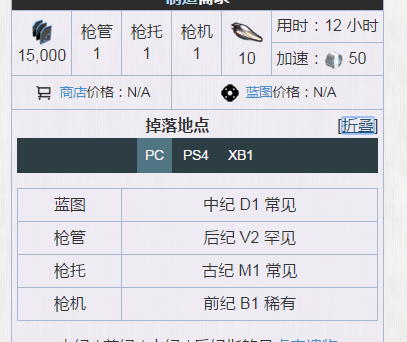 制造需求
枪管 枪托 枪机 用时：12 小时
15,000 1 1 1 10 加速： 50
商店价格：N/A 蓝图价格：N/A
掉落地点 [折叠]
PC PS4 XB1
蓝图 中纪 D1 常见
枪管 后纪 V2 罕见
枪托 古纪 M1 常见
枪机 前纪 B1 稀有